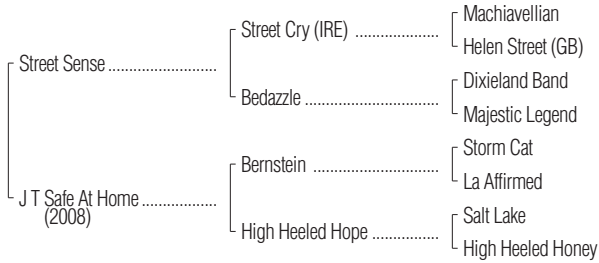 Machiavellian
Street Cry (IRE) ....................
Helen Street (GB)
Street Sense ..........................
Dixieland Band
Bedazzle ................................
Majestic Legend
Storm Cat
Bernstein ..............................
La Affirmed
J T Safe At Home ..................
(2008)
Salt Lake
High Heeled Hope ................
High Heeled Honey